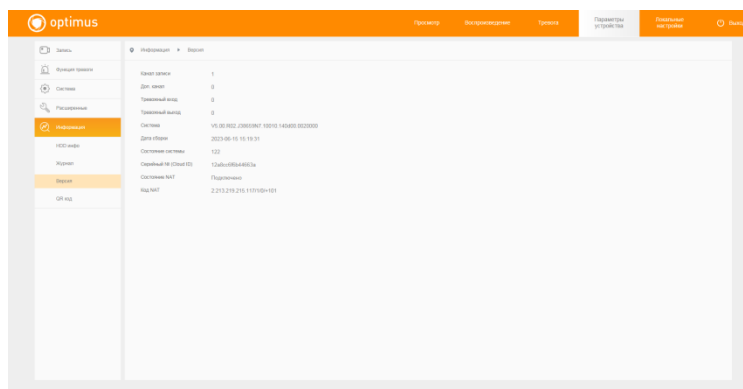 optimus
Просмотр
Воспроизведение
Тревога
Параметры
устройства
Локальные
настройки
Запись
Функция тревоги
Система
Расширенные
Информация
HDD инфо
Журнал
Версия
QR код
Информация Версия
Канал записи 1
Доп. канал 0
Тревожный вход 0
Тревожный выход 0
Система
Дата сборки 2023-06-15 15:19:31
Состояние системы 122
Серийный № (Cloud ID)
Состояние NAT Подключено
Код NAT